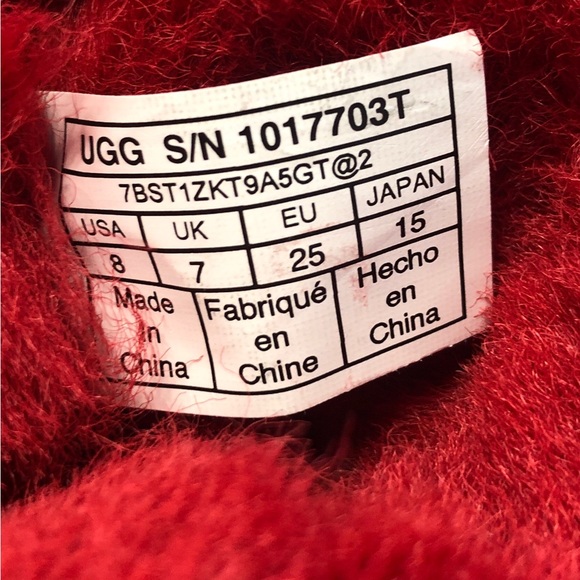 UGG S/N 1017703T
7BST1ZKT9A5GT@2
USA UK EU JAPAN
8 7 25 15
Made Fabriqué Hecho
in en en
China Chine China